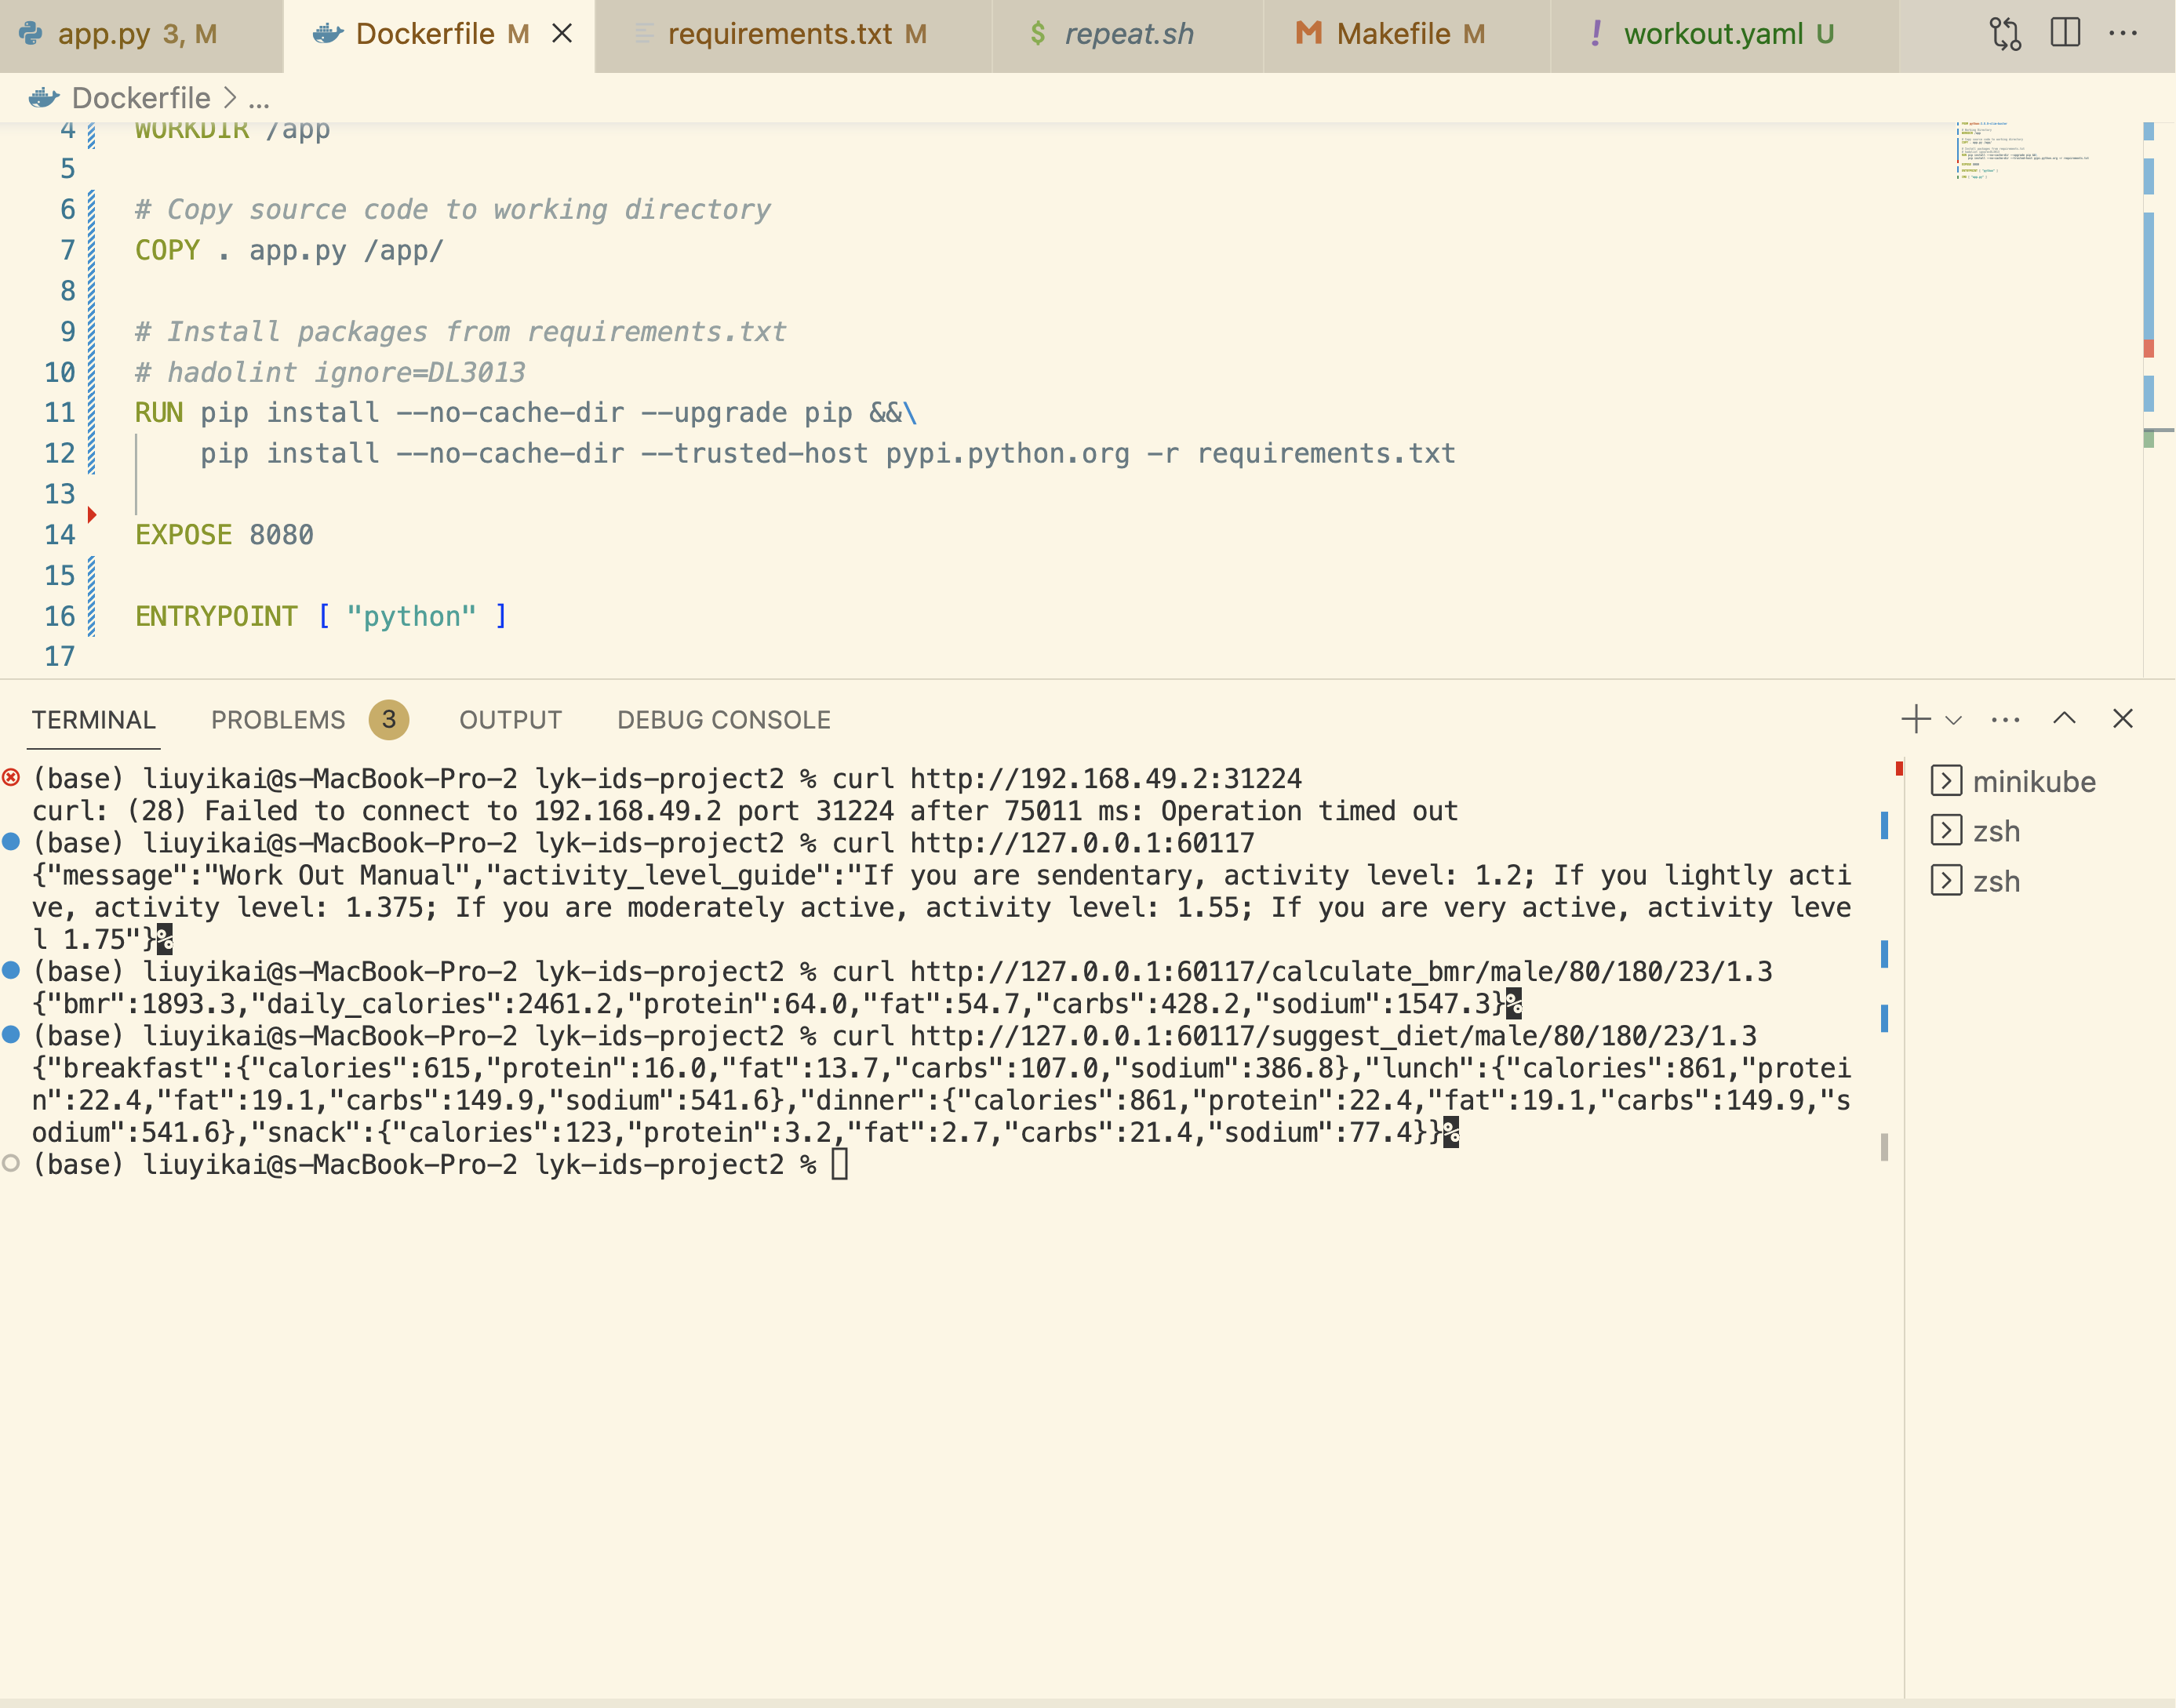 app.py 3, M Dockerfile M requirements.txt M $ repeat.sh M Makefile M ! workout.yaml U
Dockerfile > ...
4 WORKDIR /app
5
6 # Copy source code to working directory
7 COPY . app.py /app/
8
9 # Install packages from requirements.txt
10 # hadolint ignore=DL3013
11 RUN pip install --no-cache-dir --upgrade pip &&\
12 pip install --no-cache-dir --trusted-host pypi.python.org -r requirements.txt
13
14 EXPOSE 8080
15
16 ENTRYPOINT [ "python" ]
17
TERMINAL PROBLEMS 3 OUTPUT DEBUG CONSOLE
(base) liuyikai@s-MacBook-Pro-2 lyk-ids-project2 % curl http://192.168.49.2:31224
curl: (28) Failed to connect to 192.168.49.2 port 31224 after 75011 ms: Operation timed out
(base) liuyikai@s-MacBook-Pro-2 lyk-ids-project2 % curl http://127.0.0.1:60117
{"message":"Work Out Manual","activity_level_guide":"If you are sendentary, activity level: 1.2; If you lightly acti
ve, activity level: 1.375; If you are moderately active, activity level: 1.55; If you are very active, activity leve
l 1.75"}%
(base) liuyikai@s-MacBook-Pro-2 lyk-ids-project2 % curl http://127.0.0.1:60117/calculate_bmr/male/80/180/23/1.3
{"bmr":1893.3,"daily_calories":2461.2,"protein":64.0,"fat":54.7,"carbs":428.2,"sodium":1547.3}%
(base) liuyikai@s-MacBook-Pro-2 lyk-ids-project2 % curl http://127.0.0.1:60117/suggest_diet/male/80/180/23/1.3
{"breakfast":{"calories":615,"protein":16.0,"fat":13.7,"carbs":107.0,"sodium":386.8},"lunch":{"calories":861,"protei
n":22.4,"fat":19.1,"carbs":149.9,"sodium":541.6},"dinner":{"calories":861,"protein":22.4,"fat":19.1,"carbs":149.9,"s
odium":541.6},"snack":{"calories":123,"protein":3.2,"fat":2.7,"carbs":21.4,"sodium":77.4}}%
(base) liuyikai@s-MacBook-Pro-2 lyk-ids-project2 %
minikube
zsh
zsh